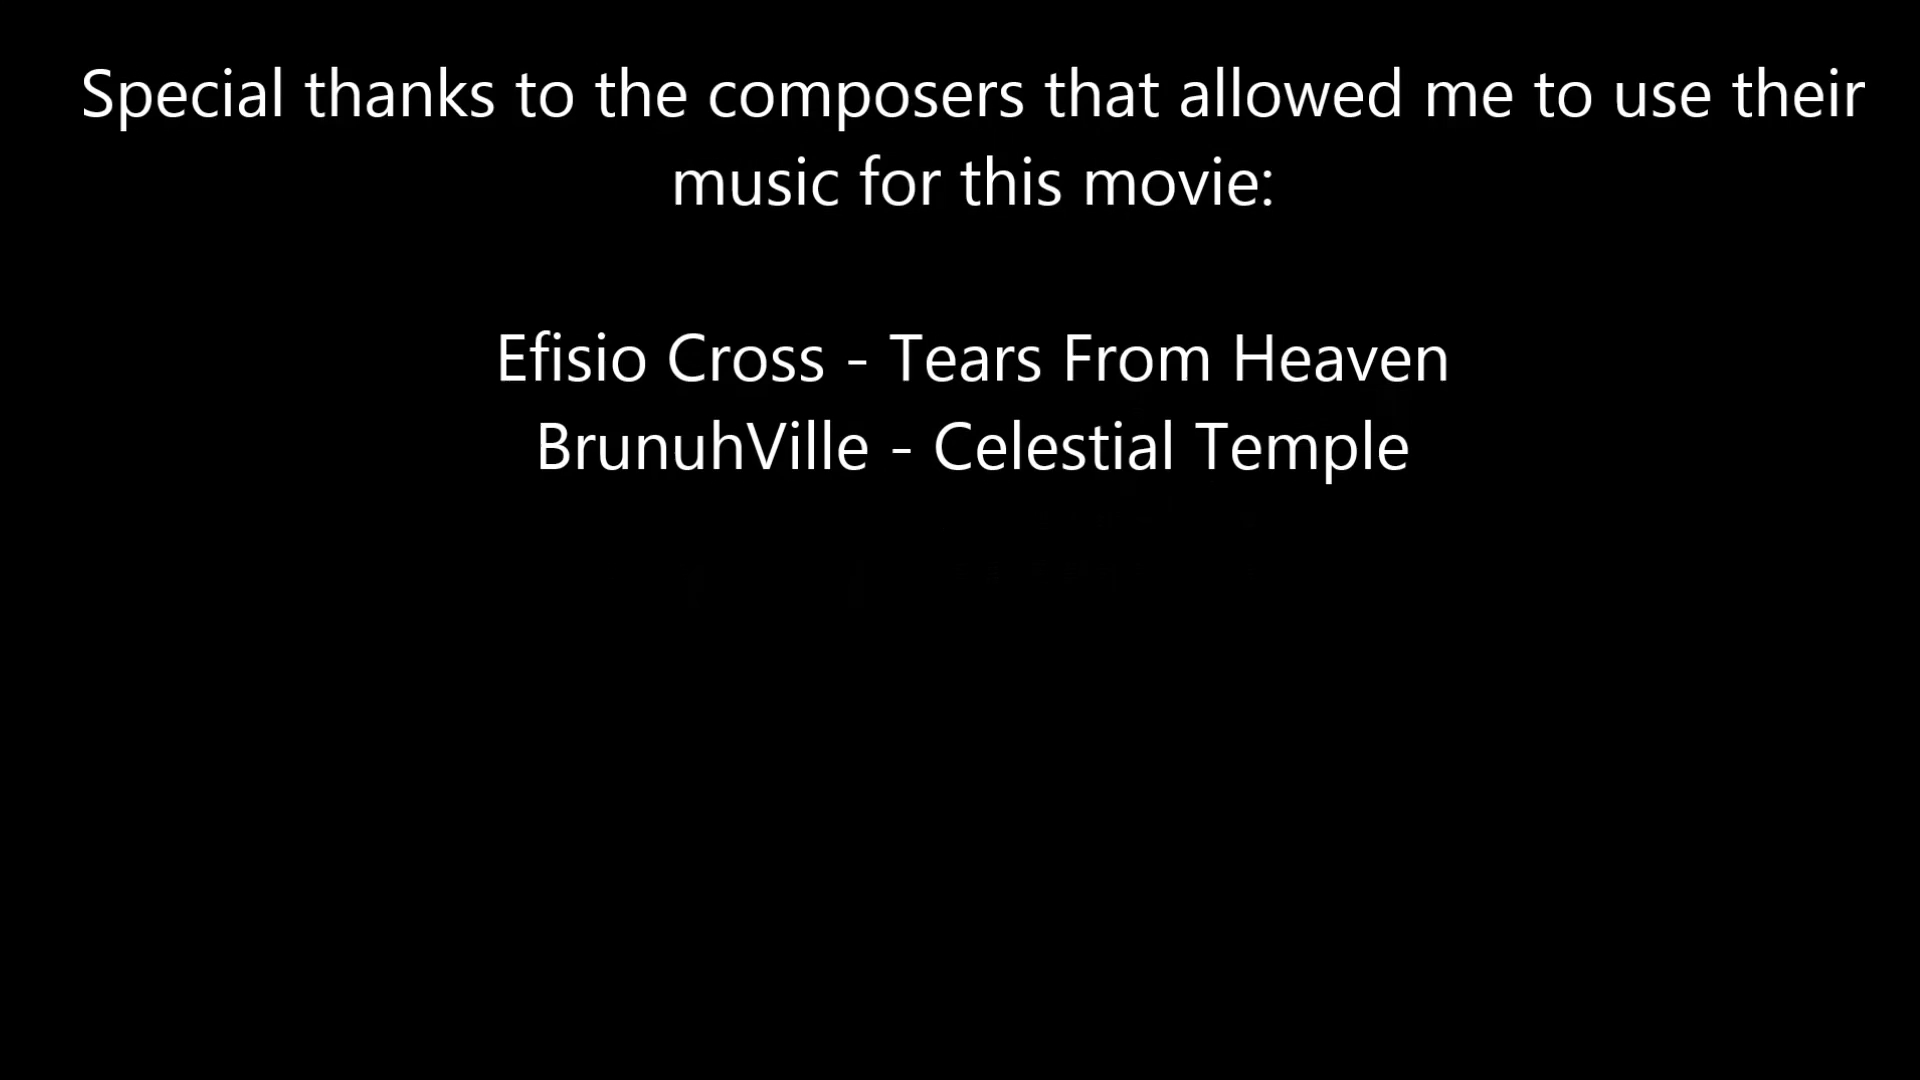 Special thanks to the composers that allowed me to use their
music for this movie:
Efisio Cross - Tears From Heaven
BrunuhVille - Celestial Temple